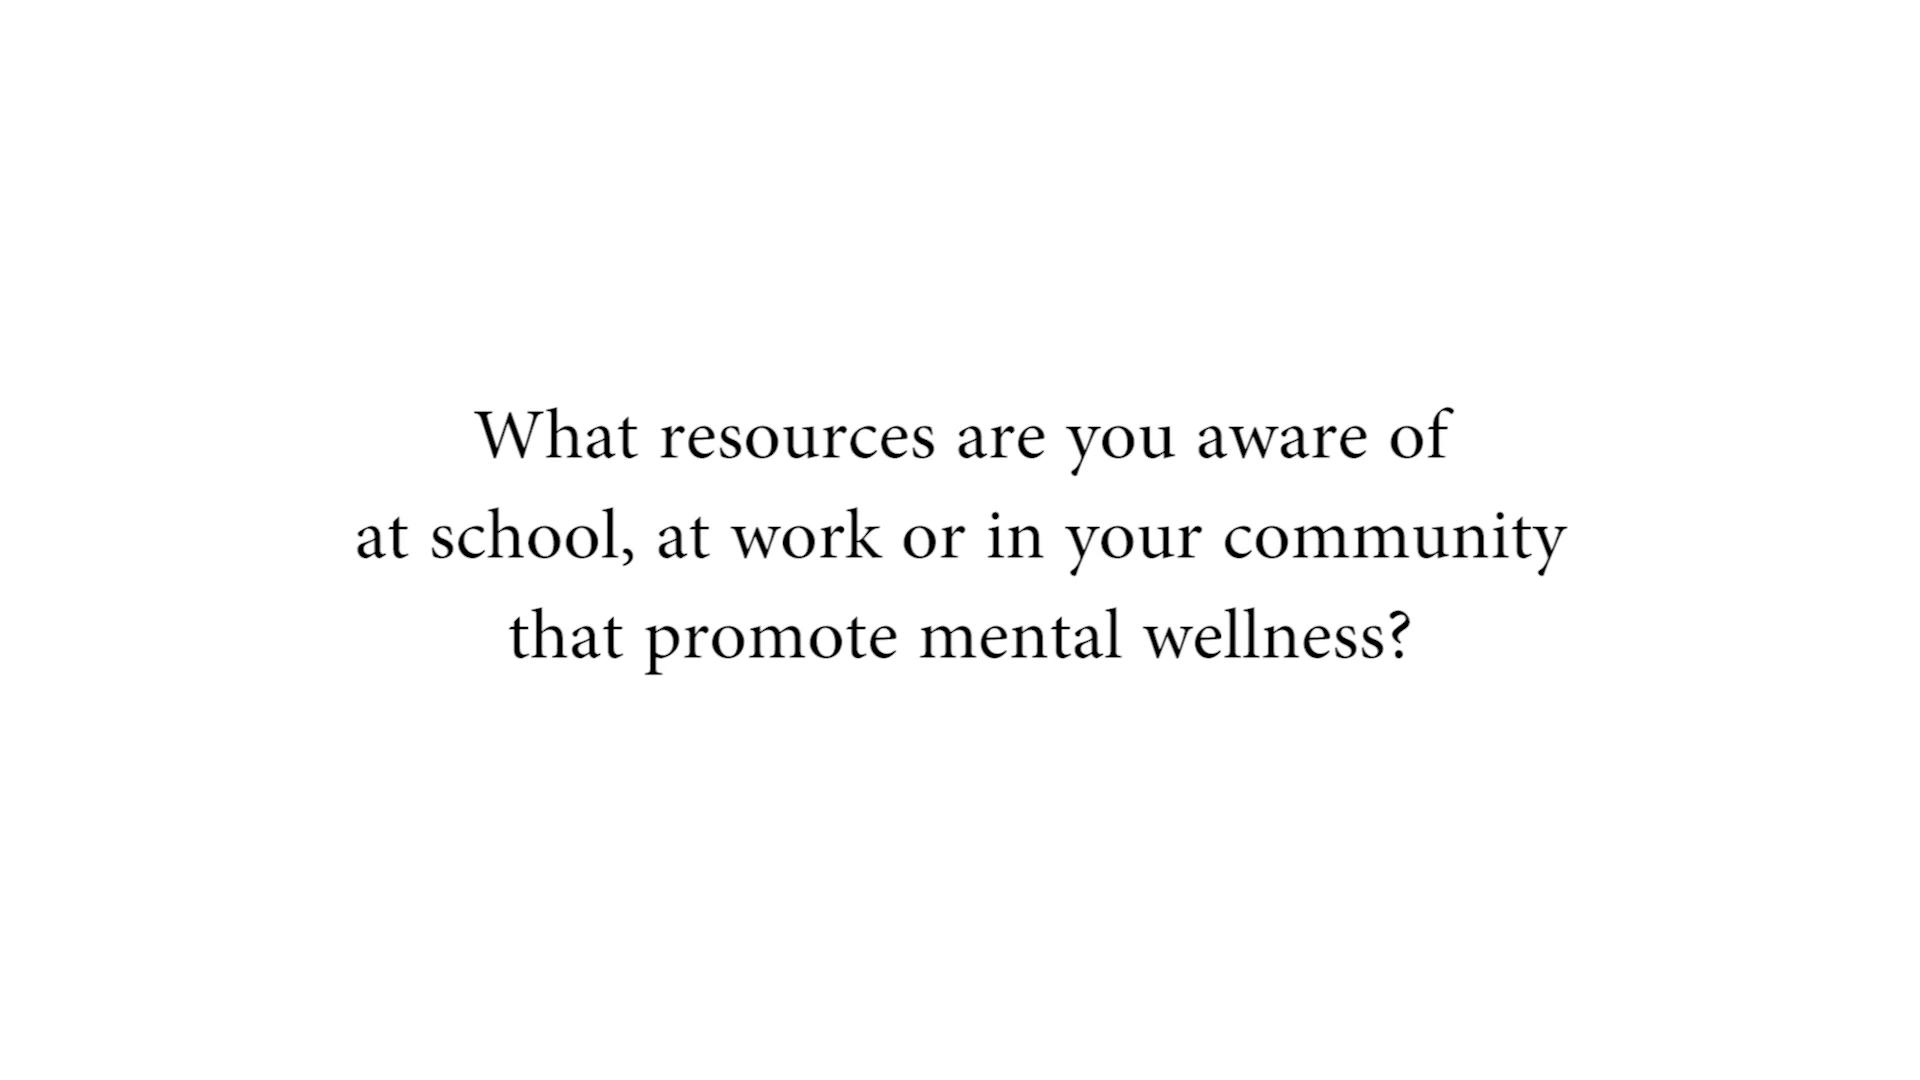 What resources are you aware of
at school, at work or in your community
that promote mental wellness?